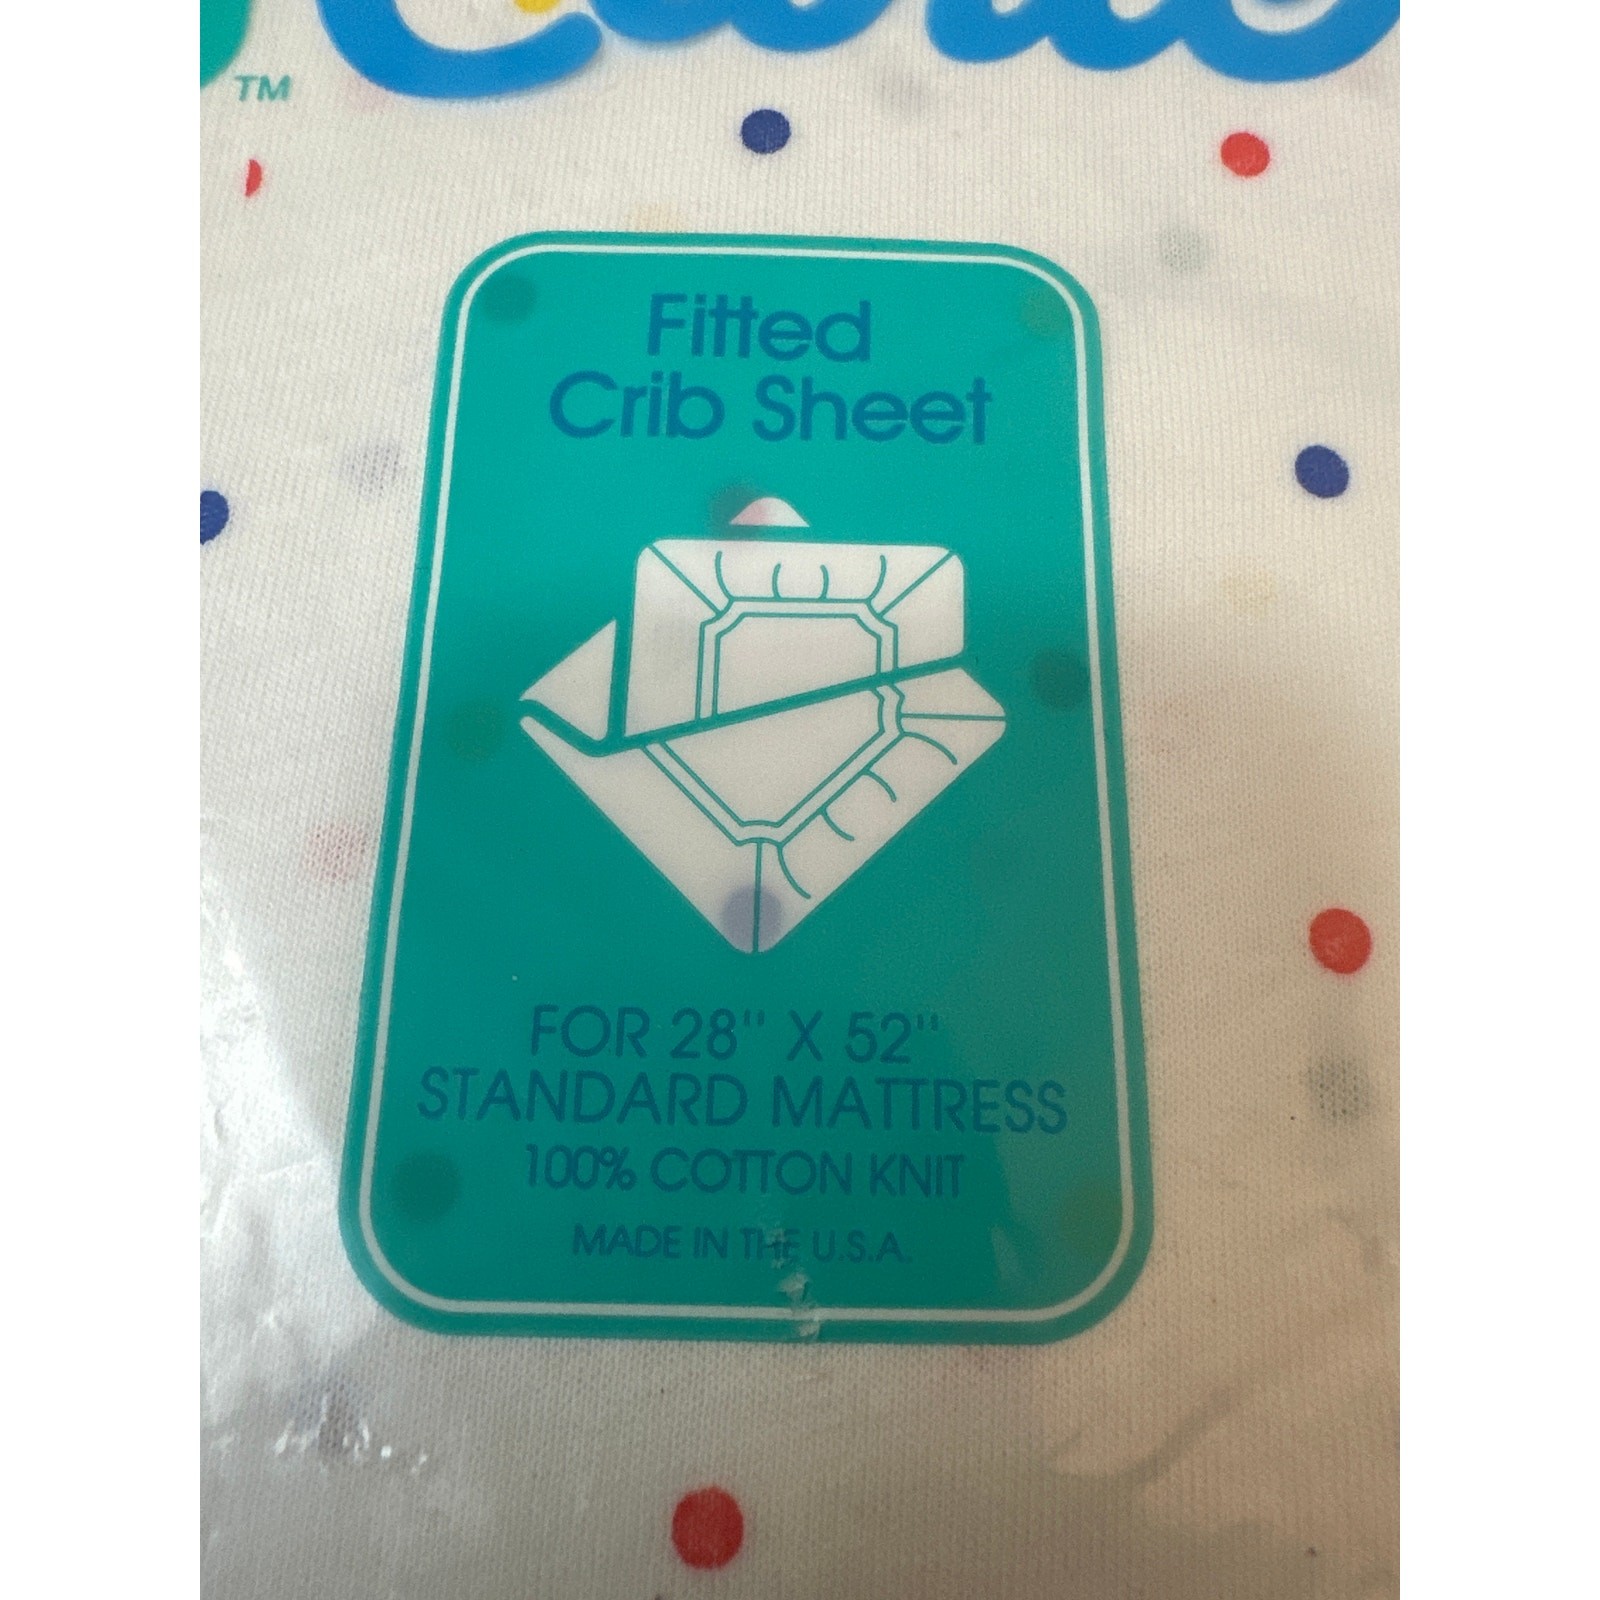 TM
Fitted
Crib Sheet
FOR 28" X 52"
STANDARD MATTRESS
100% COTTON KNIT
MADE IN THE U.S.A.